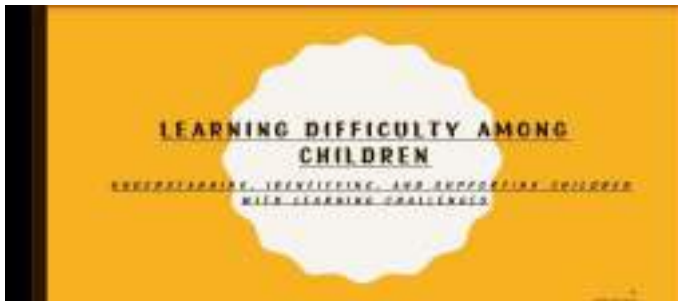 LEARNING DIFFICULTY AMONG
CHILDREN
UNDERSTANDING, IDENTIFYING, AND SUPPORTING CHILDREN
WITH LEARNING CHALLENGES